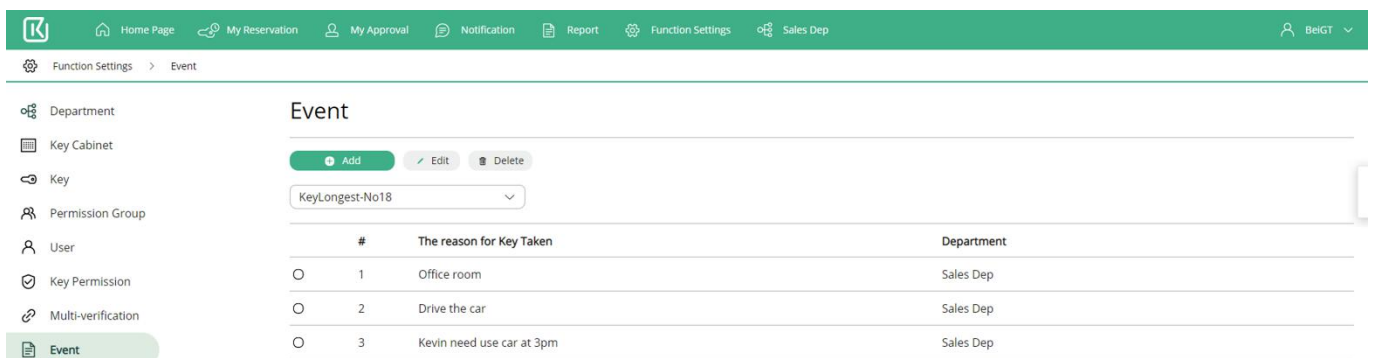 Home Page My Reservation My Approval Notification Report Function Settings Sales Dep BeiGT
Function Settings > Event
Department
Key Cabinet
Key
Permission Group
User
Key Permission
Multi-verification
Event
Event
Add Edit Delete
KeyLongest-No18
# The reason for Key Taken Department
1 Office room Sales Dep
2 Drive the car Sales Dep
3 Kevin need use car at 3pm Sales Dep